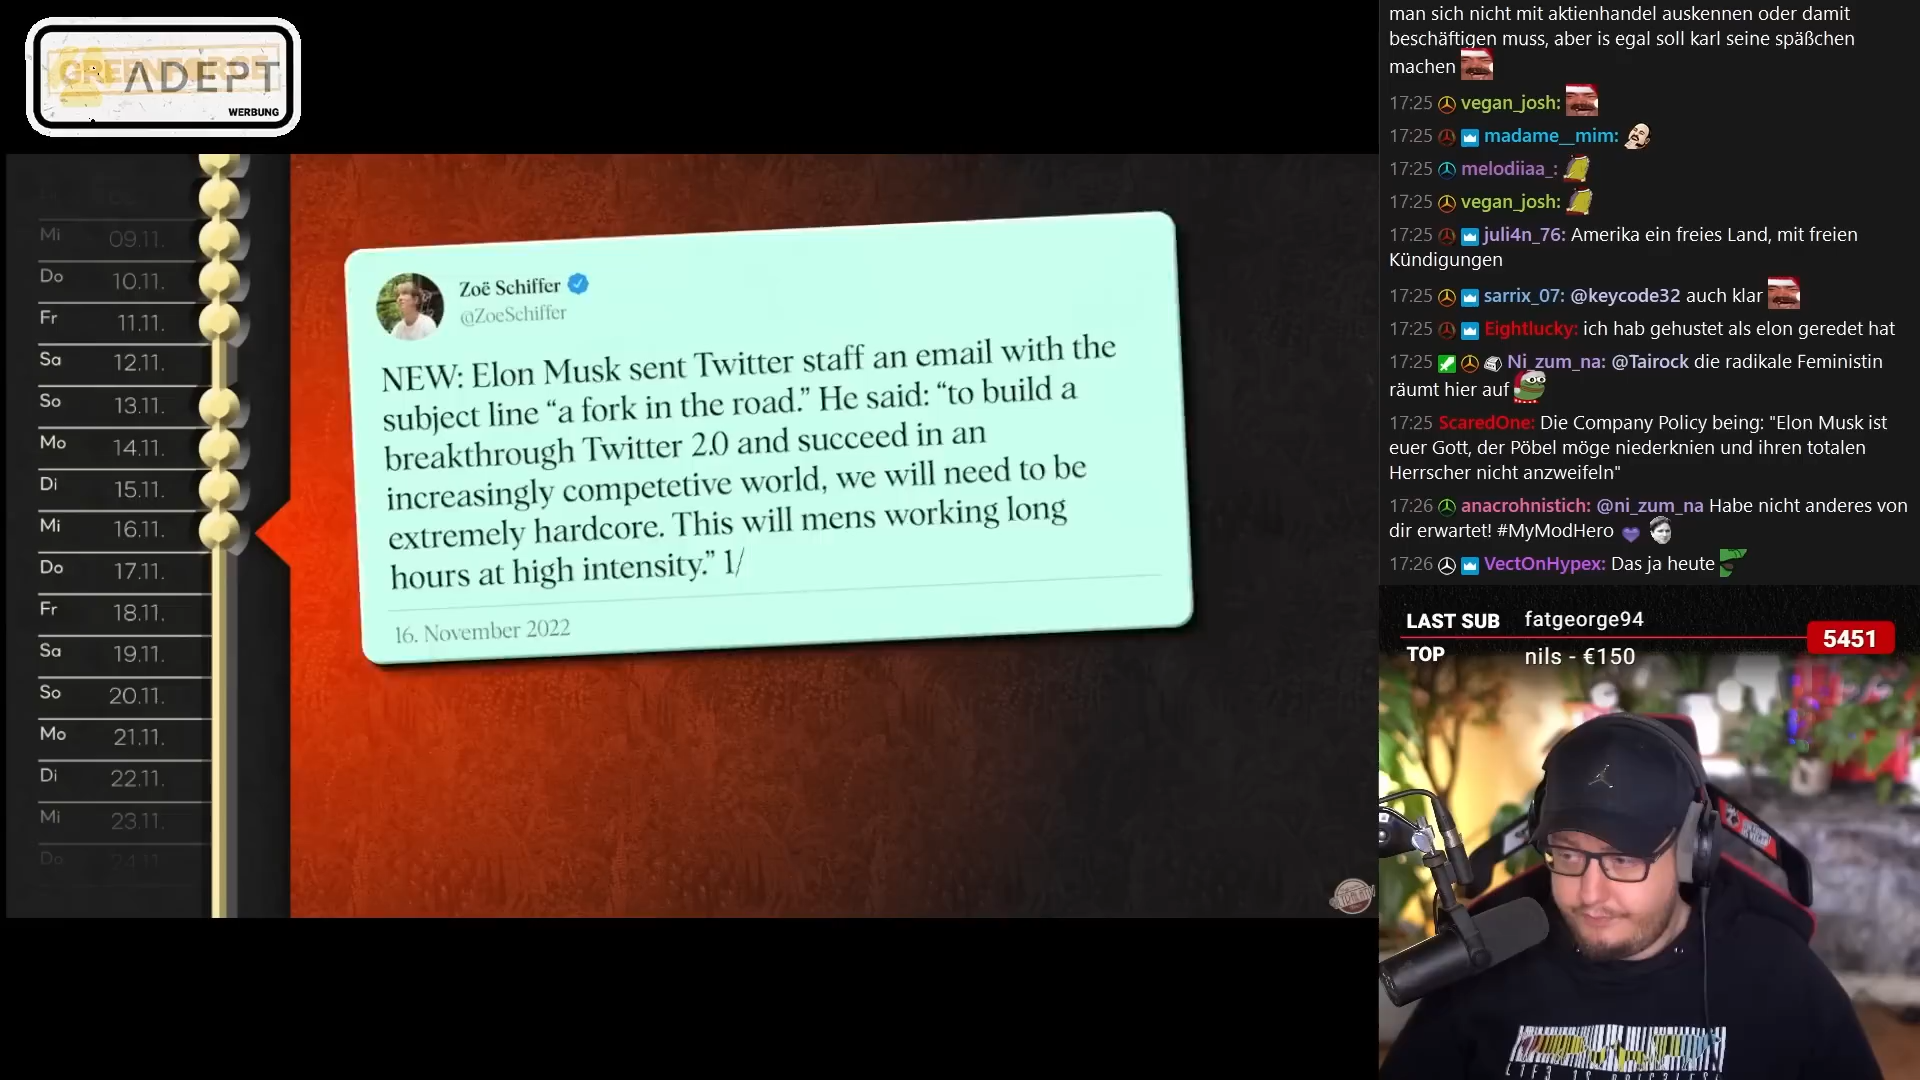 ADEPT
WERBUNG
Mi 09.11.
Do 10.11.
Fr 11.11.
Sa 12.11.
So 13.11.
Mo 14.11.
Di 15.11.
Mi 16.11.
Do 17.11.
Fr 18.11.
Sa 19.11.
So 20.11.
Mo 21.11.
Di 22.11.
Mi 23.11.
Do 24.11.
Zoë Schiffer
@ZoeSchiffer
NEW: Elon Musk sent Twitter staff an email with the
subject line “a fork in the road.” He said: “to build a
breakthrough Twitter 2.0 and succeed in an
increasingly competetive world, we will need to be
extremely hardcore. This will mens working long
hours at high intensity.” 1/
16. November 2022
man sich nicht mit aktienhandel auskennen oder damit
beschäftigen muss, aber is egal soll karl seine späßchen
machen
17:25 vegan_josh:
17:25 madame__mim:
17:25 melodiiaa_:
17:25 vegan_josh:
17:25 juli4n_76: Amerika ein freies Land, mit freien
Kündigungen
17:25 sarrix_07: @keycode32 auch klar
17:25 Eightlucky: ich hab gehustet als elon geredet hat
17:25 Ni_zum_na: @Tairock die radikale Feministin
räumt hier auf
17:25 ScaredOne: Die Company Policy being: "Elon Musk ist
euer Gott, der Pöbel möge niederknien und ihren totalen
Herrscher nicht anzweifeln"
17:26 anacrohnistich: @ni_zum_na Habe nicht anderes von
dir erwartet! #MyModHero
17:26 VectOnHypex: Das ja heute
LAST SUB fatgeorge94
5451
TOP nils - €150